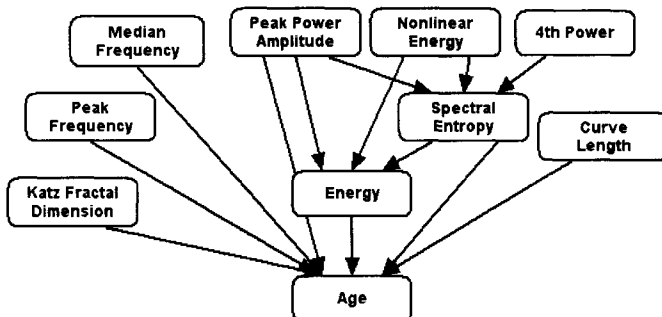 Median
Frequency
Peak Power
Amplitude
Nonlinear
Energy
4th Power
Peak
Frequency
Spectral
Entropy
Curve
Length
Katz Fractal
Dimension
Energy
Age